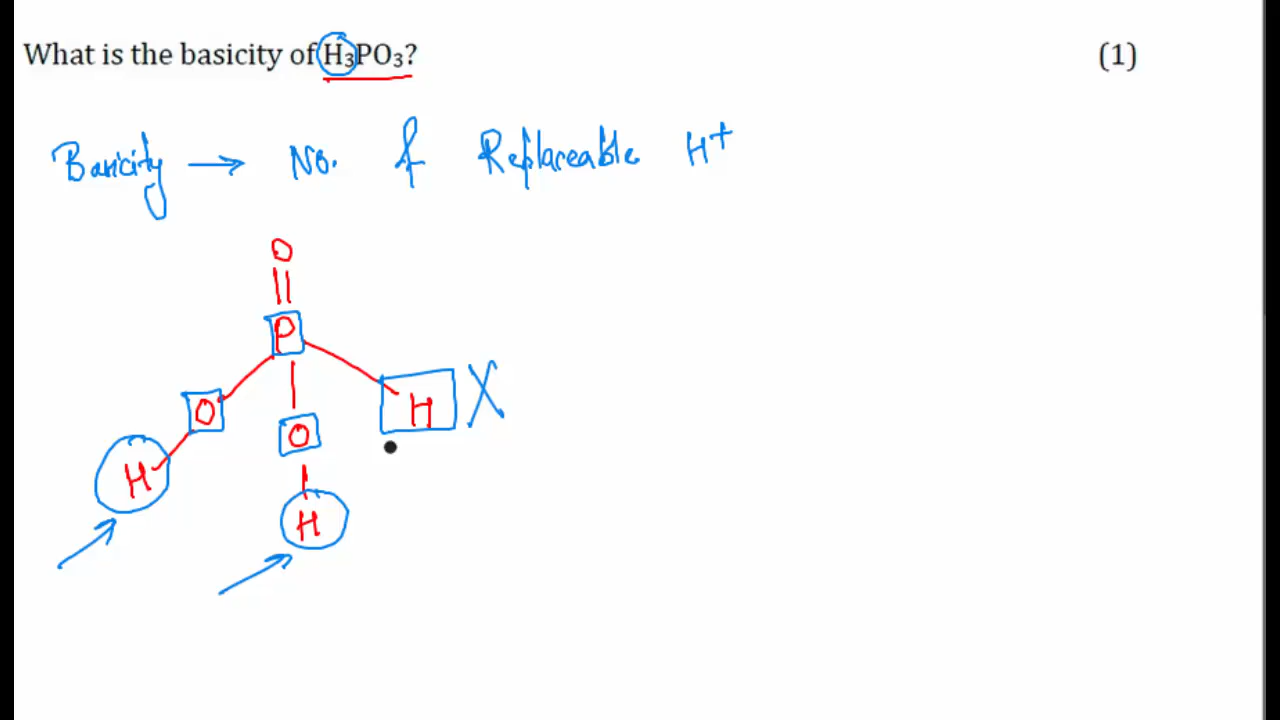 What is the basicity of H₃PO₃? (1)
Basicity → No. of Replaceable H⁺
O
P
O H X
H O
H